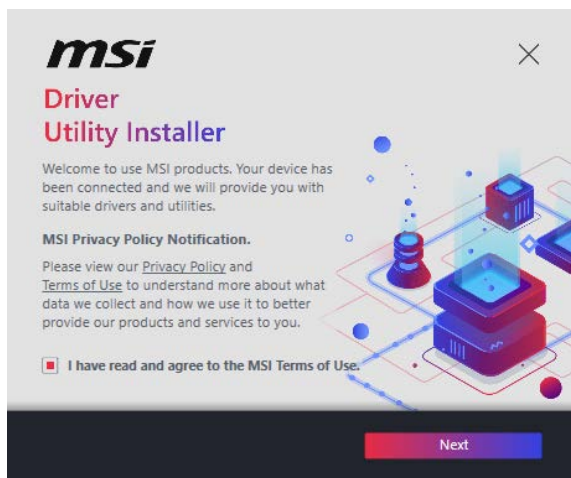 msi
Driver
Utility Installer
Welcome to use MSI products. Your device has
been connected and we will provide you with
suitable drivers and utilities.
MSI Privacy Policy Notification.
Please view our Privacy Policy and
Terms of Use to understand more about what
data we collect and how we use it to better
provide our products and services to you.
I have read and agree to the MSI Terms of Use.
Next